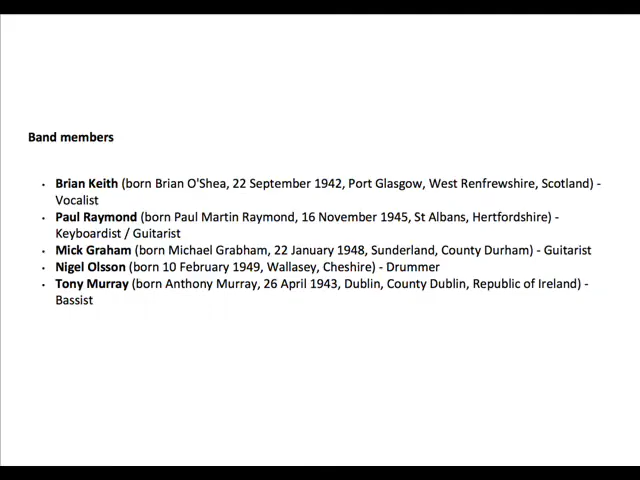 Band members
• Brian Keith (born Brian O'Shea, 22 September 1942, Port Glasgow, West Renfrewshire, Scotland) -
Vocalist
• Paul Raymond (born Paul Martin Raymond, 16 November 1945, St Albans, Hertfordshire) -
Keyboardist / Guitarist
• Mick Graham (born Michael Grabham, 22 January 1948, Sunderland, County Durham) - Guitarist
• Nigel Olsson (born 10 February 1949, Wallasey, Cheshire) - Drummer
• Tony Murray (born Anthony Murray, 26 April 1943, Dublin, County Dublin, Republic of Ireland) -
Bassist